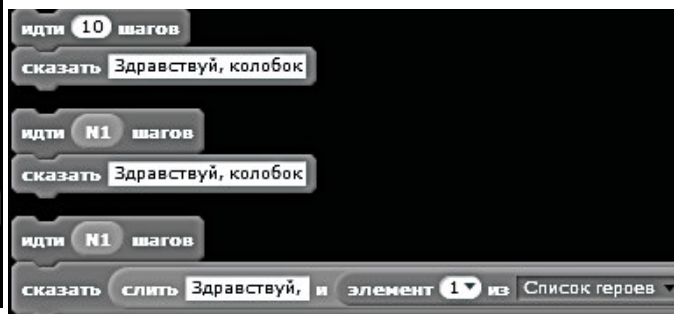 идти 10 шагов
сказать Здравствуй, колобок
идти N1 шагов
сказать Здравствуй, колобок
идти N1 шагов
сказать слить Здравствуй, и элемент 1 из Список героев